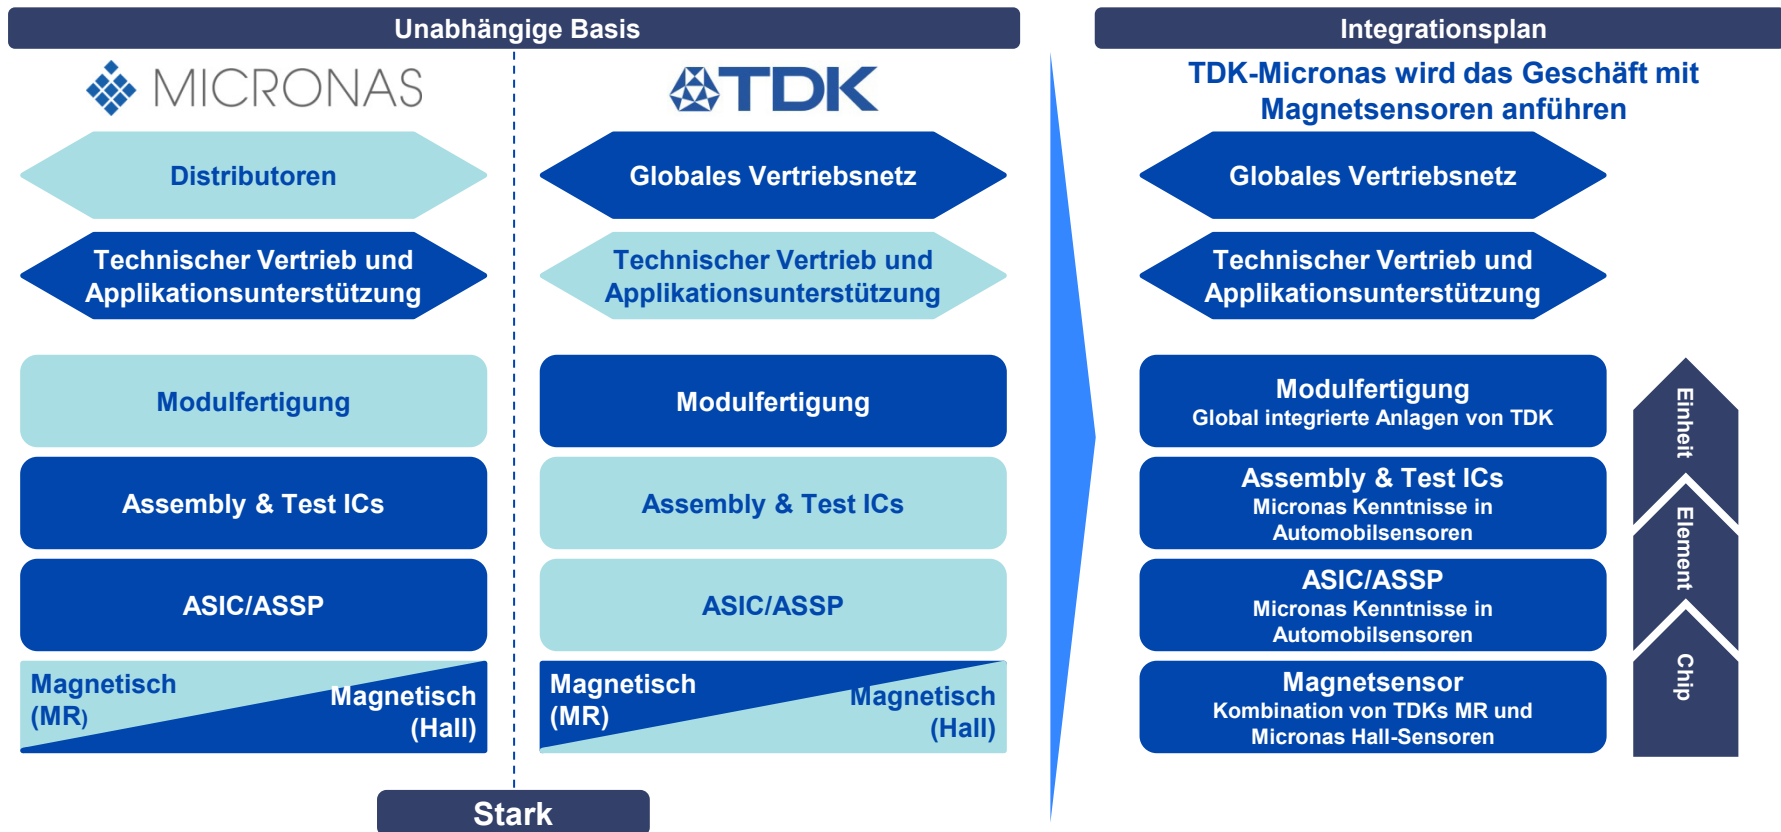 Unabhängige Basis
MICRONAS
TDK
Distributoren
Globales Vertriebsnetz
Technischer Vertrieb und
Applikationsunterstützung
Technischer Vertrieb und
Applikationsunterstützung
Modulfertigung
Modulfertigung
Assembly & Test ICs
Assembly & Test ICs
ASIC/ASSP
ASIC/ASSP
Magnetisch
(MR)
Magnetisch
(Hall)
Magnetisch
(MR)
Magnetisch
(Hall)
Stark
Integrationsplan
TDK-Micronas wird das Geschäft mit
Magnetsensoren anführen
Globales Vertriebsnetz
Technischer Vertrieb und
Applikationsunterstützung
Modulfertigung
Global integrierte Anlagen von TDK
Assembly & Test ICs
Micronas Kenntnisse in
Automobilsensoren
ASIC/ASSP
Micronas Kenntnisse in
Automobilsensoren
Magnetsensor
Kombination von TDKs MR und
Micronas Hall-Sensoren
Einheit
Element
Chip